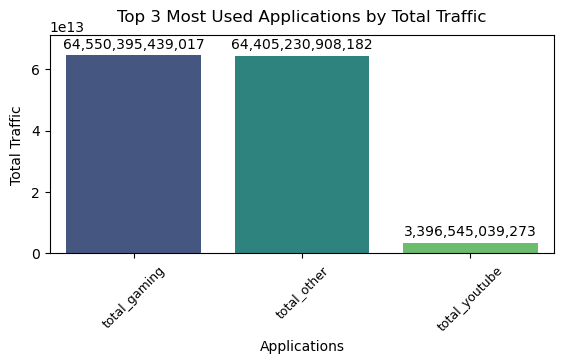 Top 3 Most Used Applications by Total Traffic
1e13
64,550,395,439,017
64,405,230,908,182
3,396,545,039,273
6
4
2
0
Total Traffic
total_gaming
total_other
total_youtube
Applications